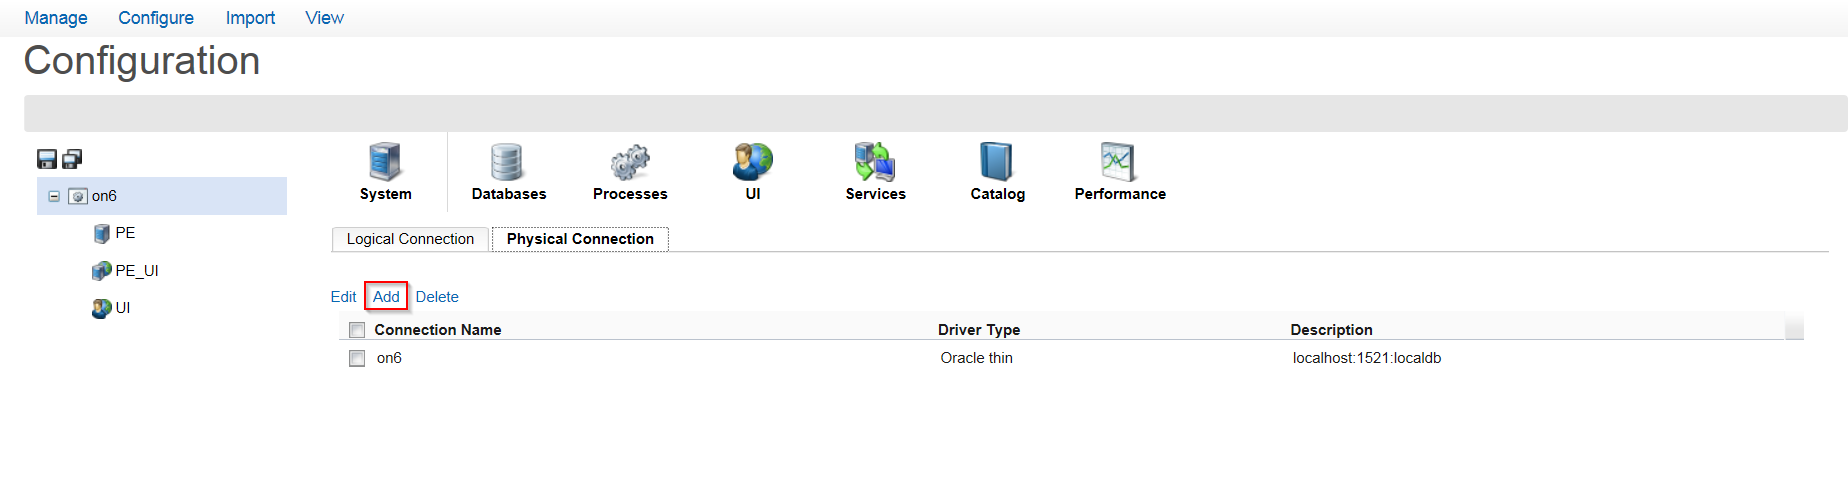 Manage Configure Import View
Configuration
System Databases Processes UI Services Catalog Performance
on6
PE
PE_UI
UI
Logical Connection Physical Connection
Edit Add Delete
Connection Name Driver Type Description
on6 Oracle thin localhost:1521:localdb